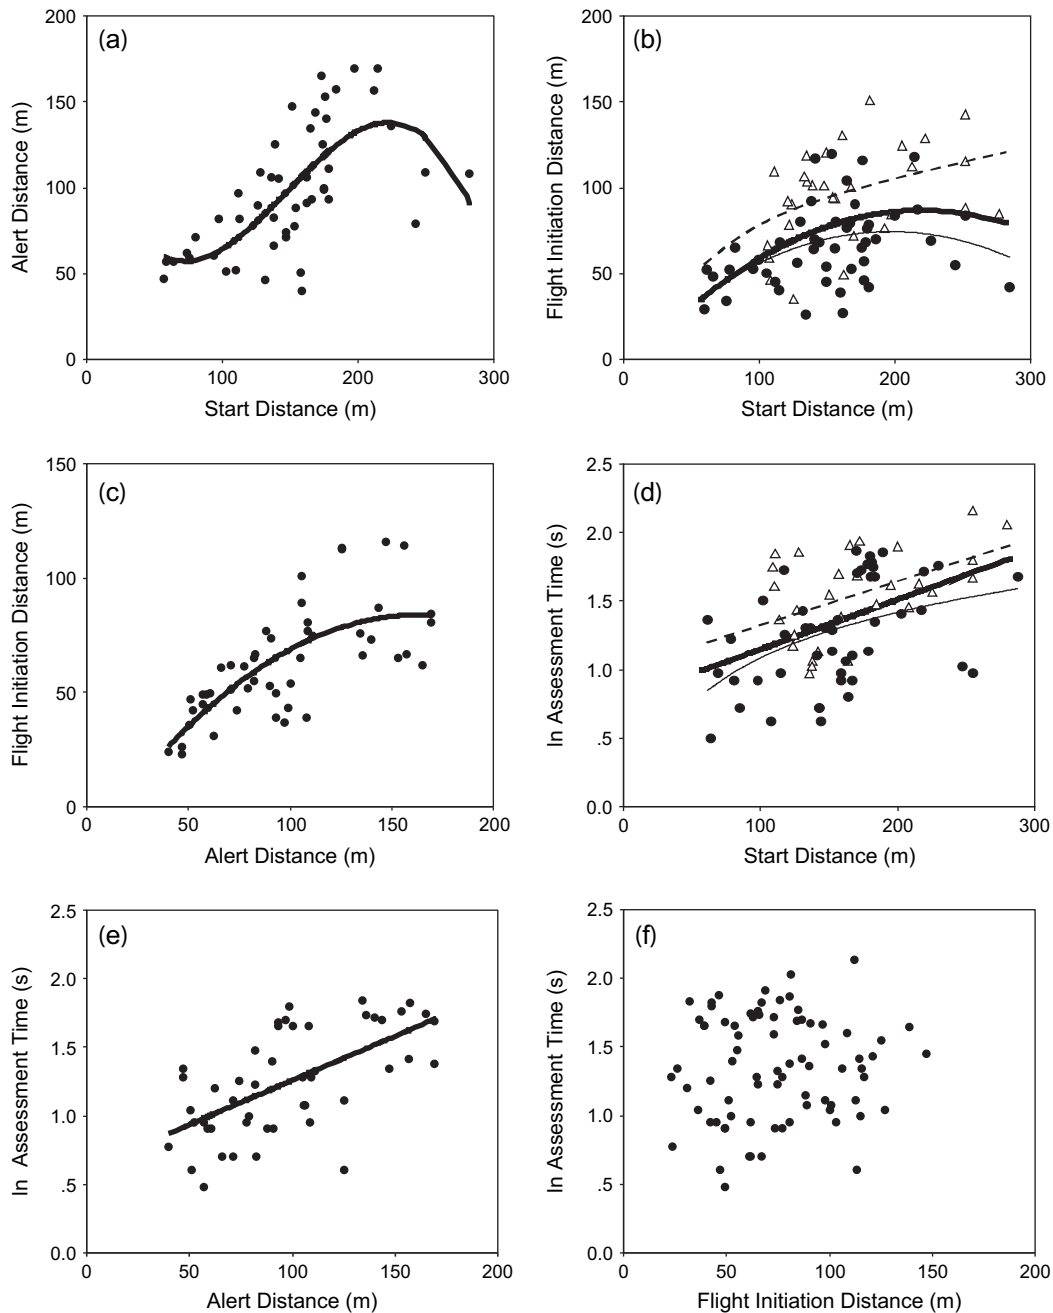 (a)
Alert Distance (m)
200
150
100
50
0
0 100 200 300
Start Distance (m)
(b)
Flight Initiation Distance (m)
200
150
100
50
0
0 100 200 300
Start Distance (m)
(c)
Flight Initiation Distance (m)
150
100
50
0
0 50 100 150 200
Alert Distance (m)
(d)
ln Assessment Time (s)
2.5
2.0
1.5
1.0
.5
0.0
0 100 200 300
Start Distance (m)
(e)
ln Assessment Time (s)
2.5
2.0
1.5
1.0
.5
0.0
0 50 100 150 200
Alert Distance (m)
(f)
ln Assessment Time (s)
2.5
2.0
1.5
1.0
.5
0.0
0 50 100 150 200
Flight Initiation Distance (m)